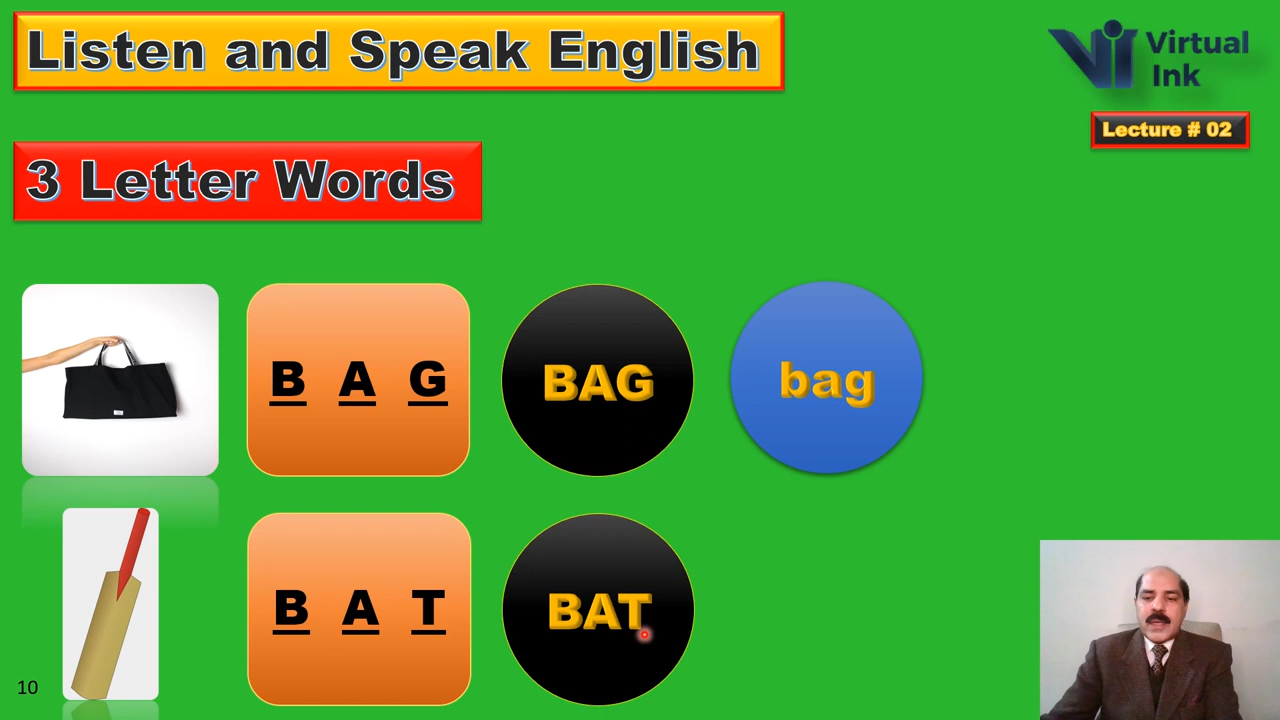 Listen and Speak English
Virtual
Ink
Lecture # 02
3 Letter Words
B A G
BAG
bag
B A T
BAT
10